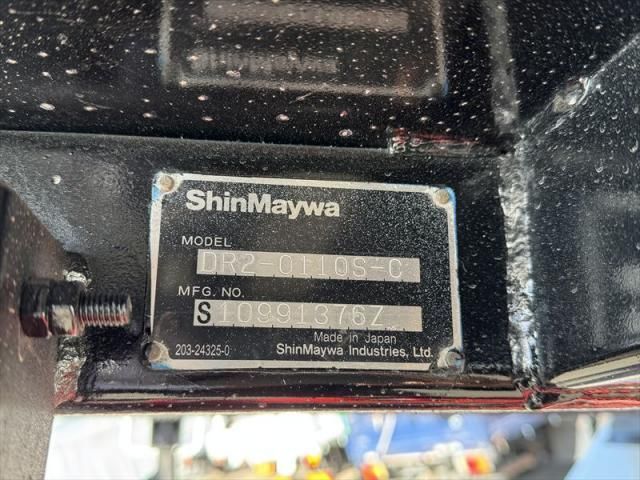 ShinMaywa
MODEL
DR2-0110S-C
MFG. NO.
S10991376Z
Made in Japan
203-24325-0
ShinMaywa Industries, Ltd.